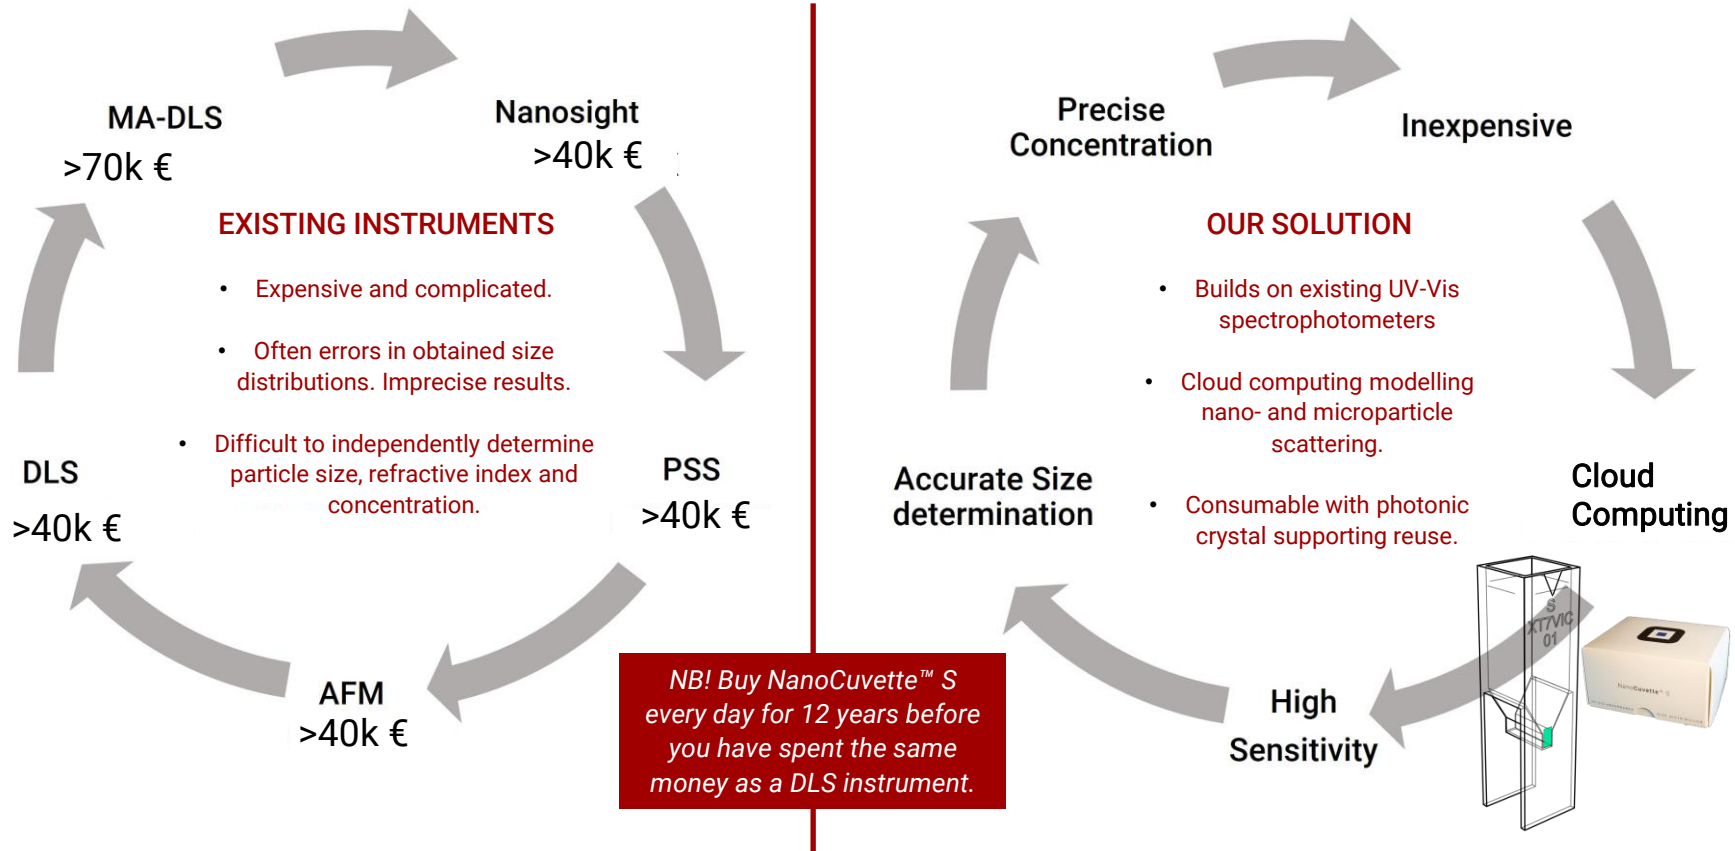 MA-DLS
>70k €
Nanosight
>40k €
EXISTING INSTRUMENTS
• Expensive and complicated.
• Often errors in obtained size
distributions. Imprecise results.
• Difficult to independently determine
particle size, refractive index and
concentration.
DLS
>40k €
PSS
>40k €
AFM
>40k €
NB! Buy NanoCuvette™ S
every day for 12 years before
you have spent the same
money as a DLS instrument.
Precise
Concentration
Inexpensive
OUR SOLUTION
• Builds on existing UV-Vis
spectrophotometers
• Cloud computing modelling
nano- and microparticle
scattering.
• Consumable with photonic
crystal supporting reuse.
Accurate Size
determination
Cloud
Computing
High
Sensitivity
S
XT7VIC
01
NanoCuvette™ S